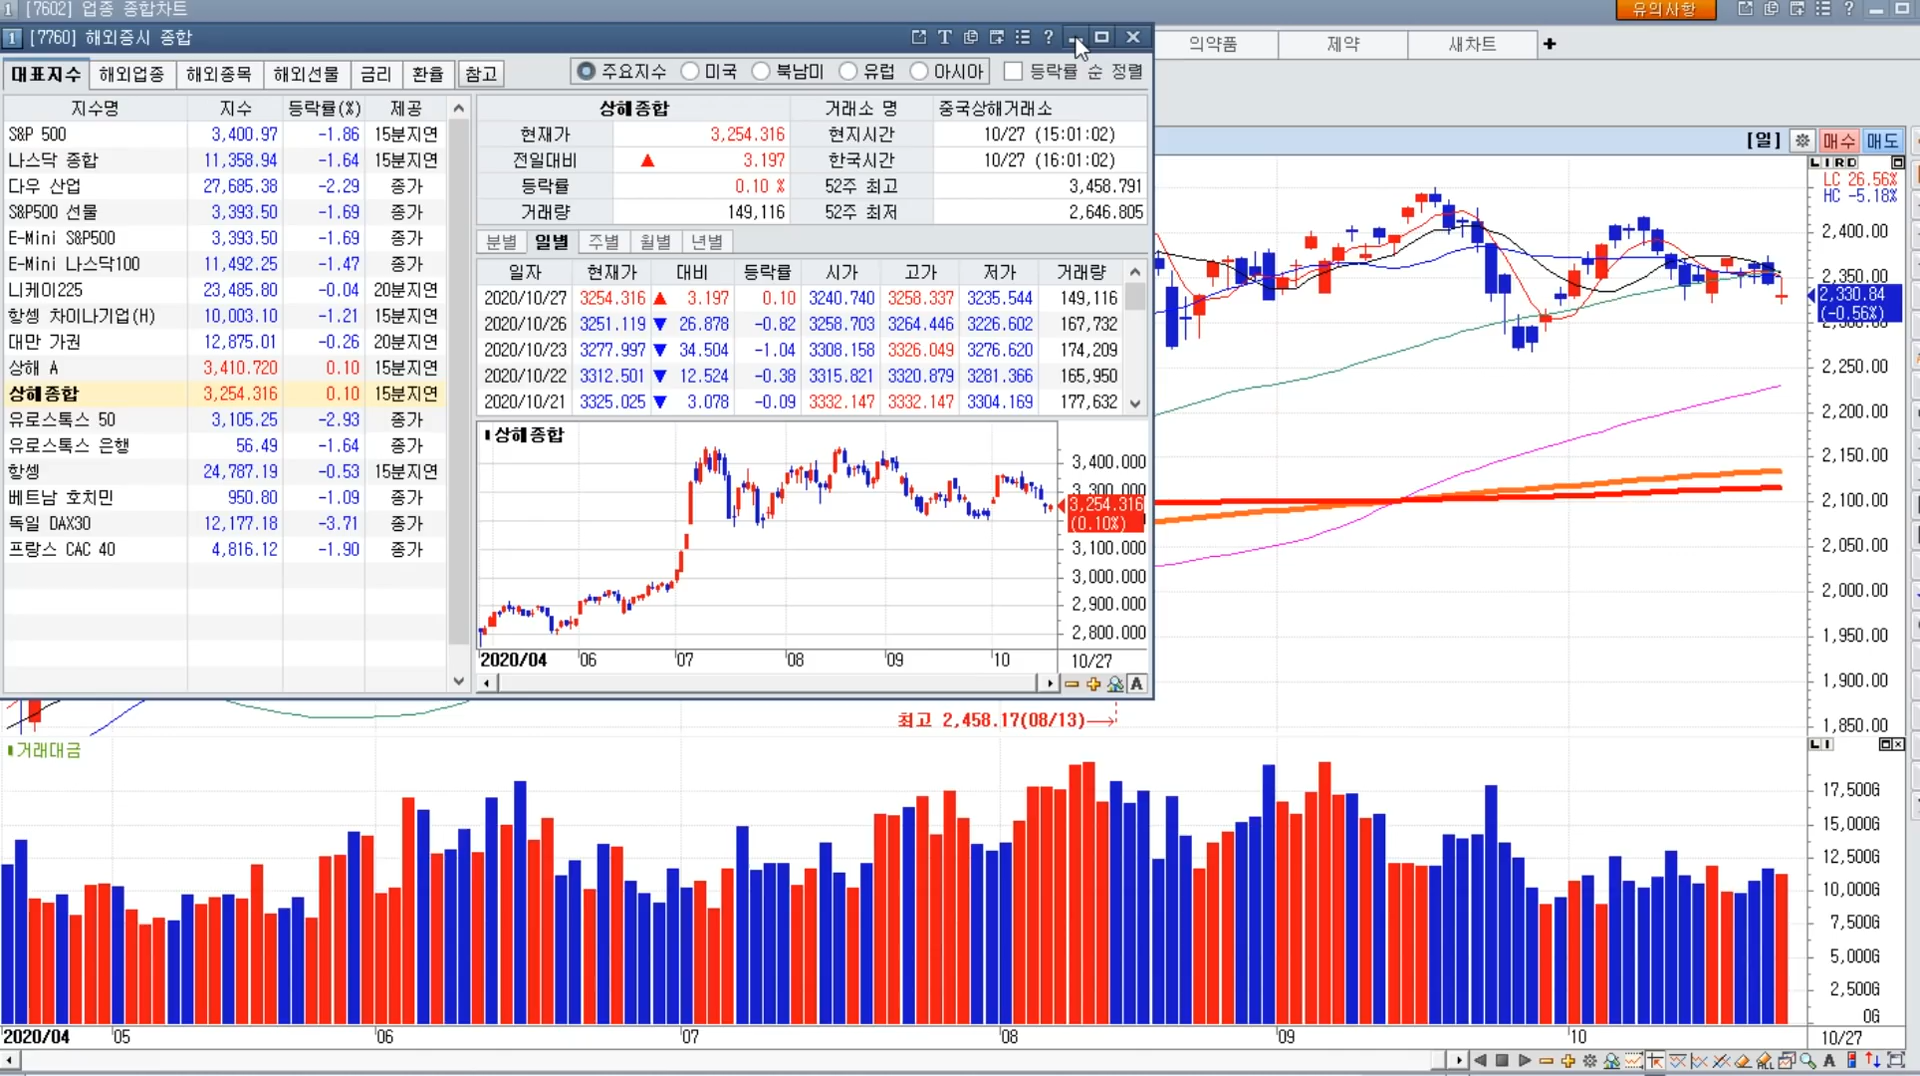 1 [7602] 업종 종합차트 유의사항 ?
1 [7760] 해외증시 종합 T ?
의약품 제약 새차트
대표지수 해외업종 해외종목 해외선물 금리 환율 참고 주요지수 미국 북남미 유럽 아시아 등락률 순 정렬
지수명 지수 등락률(%) 제공
S&P 500 3,400.97 -1.86 15분지연
나스닥 종합 11,358.94 -1.64 15분지연
다우 산업 27,685.38 -2.29 종가
S&P500 선물 3,393.50 -1.69 종가
E-Mini S&P500 3,393.50 -1.69 종가
E-Mini 나스닥100 11,492.25 -1.47 종가
니케이225 23,485.80 -0.04 20분지연
항셍 차이나기업(H) 10,003.10 -1.21 15분지연
대만 가권 12,875.01 -0.26 20분지연
상해 A 3,410.720 0.10 15분지연
상해종합 3,254.316 0.10 15분지연
유로스톡스 50 3,105.25 -2.93 종가
유로스톡스 은행 56.49 -1.64 종가
항셍 24,787.19 -0.53 15분지연
베트남 호치민 950.80 -1.09 종가
독일 DAX30 12,177.18 -3.71 종가
프랑스 CAC 40 4,816.12 -1.90 종가
상해종합 거래소 명 중국상해거래소
현재가 3,254.316 현지시간 10/27 (15:01:02)
전일대비 ▲ 3.197 한국시간 10/27 (16:01:02)
등락률 0.10 % 52주 최고 3,458.791
거래량 149,116 52주 최저 2,646.805
분별 일별 주별 월별 년별
일자 현재가 대비 등락률 시가 고가 저가 거래량
2020/10/27 3254.316 ▲ 3.197 0.10 3240.740 3258.337 3235.544 149,116
2020/10/26 3251.119 ▼ 26.878 -0.82 3258.703 3264.446 3226.602 167,732
2020/10/23 3277.997 ▼ 34.504 -1.04 3308.158 3326.049 3276.620 174,209
2020/10/22 3312.501 ▼ 12.524 -0.38 3315.821 3320.879 3281.366 165,950
2020/10/21 3325.025 ▼ 3.078 -0.09 3332.147 3332.147 3304.169 177,632
상해종합
3,400.000
3,300.000
3,254.316
(0.10%)
3,100.000
3,000.000
2,900.000
2,800.000
2020/04 06 07 08 09 10 10/27
A
[일] 매수 매도
L I R D
LC 26.56%
HC -5.18%
2,400.00
2,350.00
2,330.84
(-0.56%)
2,250.00
2,200.00
2,150.00
2,100.00
2,050.00
2,000.00
1,950.00
1,900.00
1,850.00
최고 2,458.17(08/13)→
거래대금
L I
17,500G
15,000G
12,500G
10,000G
7,500G
5,000G
2,500G
0G
2020/04 05 06 07 08 09 10 10/27
ALL A